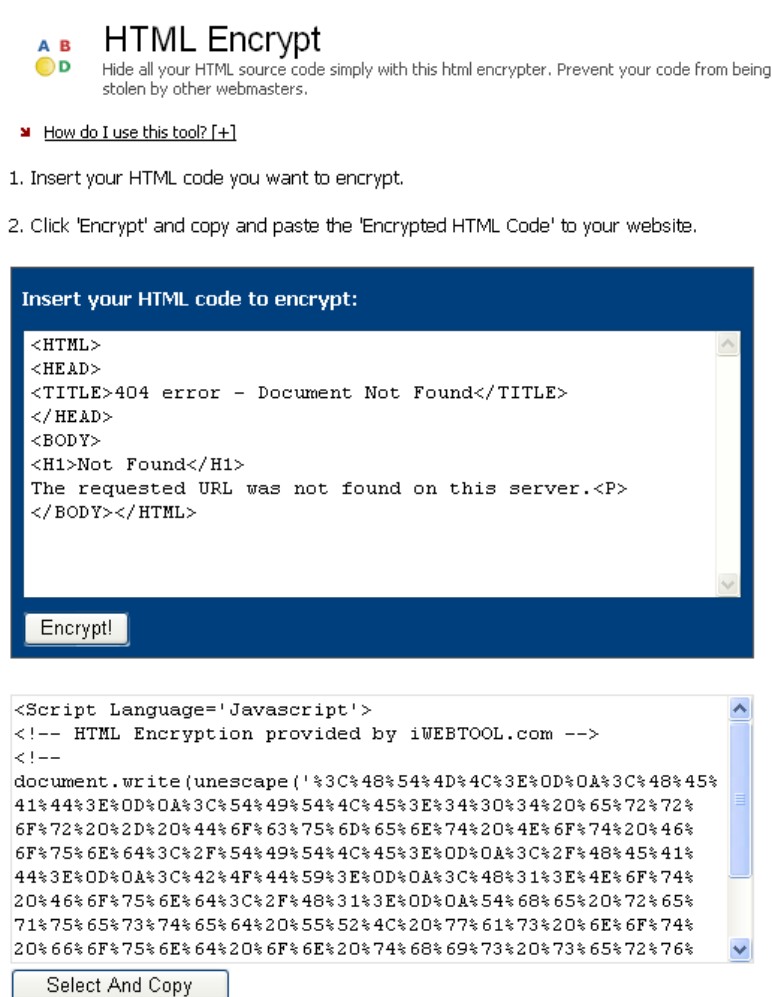 A B
D
HTML Encrypt
Hide all your HTML source code simply with this html encrypter. Prevent your code from being
stolen by other webmasters.
How do I use this tool? [+]
1. Insert your HTML code you want to encrypt.
2. Click 'Encrypt' and copy and paste the 'Encrypted HTML Code' to your website.
Insert your HTML code to encrypt:
<HTML>
<HEAD>
<TITLE>404 error - Document Not Found</TITLE>
</HEAD>
<BODY>
<H1>Not Found</H1>
The requested URL was not found on this server.<P>
</BODY></HTML>
Encrypt!
<Script Language='Javascript'>
<!-- HTML Encryption provided by iWEBTOOL.com -->
<!--
document.write(unescape('%3C%48%54%4D%4C%3E%0D%0A%3C%48%45%
41%44%3E%0D%0A%3C%54%49%54%4C%45%3E%34%30%34%20%65%72%72%
6F%72%20%2D%20%44%6F%63%75%6D%65%6E%74%20%4E%6F%74%20%46%
6F%75%6E%64%3C%2F%54%49%54%4C%45%3E%0D%0A%3C%2F%48%45%41%
44%3E%0D%0A%3C%42%4F%44%59%3E%0D%0A%3C%48%31%3E%4E%6F%74%
20%46%6F%75%6E%64%3C%2F%48%31%3E%0D%0A%54%68%65%20%72%65%
71%75%65%73%74%65%64%20%55%52%4C%20%77%61%73%20%6E%6F%74%
20%66%6F%75%6E%64%20%6F%6E%20%74%68%69%73%20%73%65%72%76%
Select And Copy